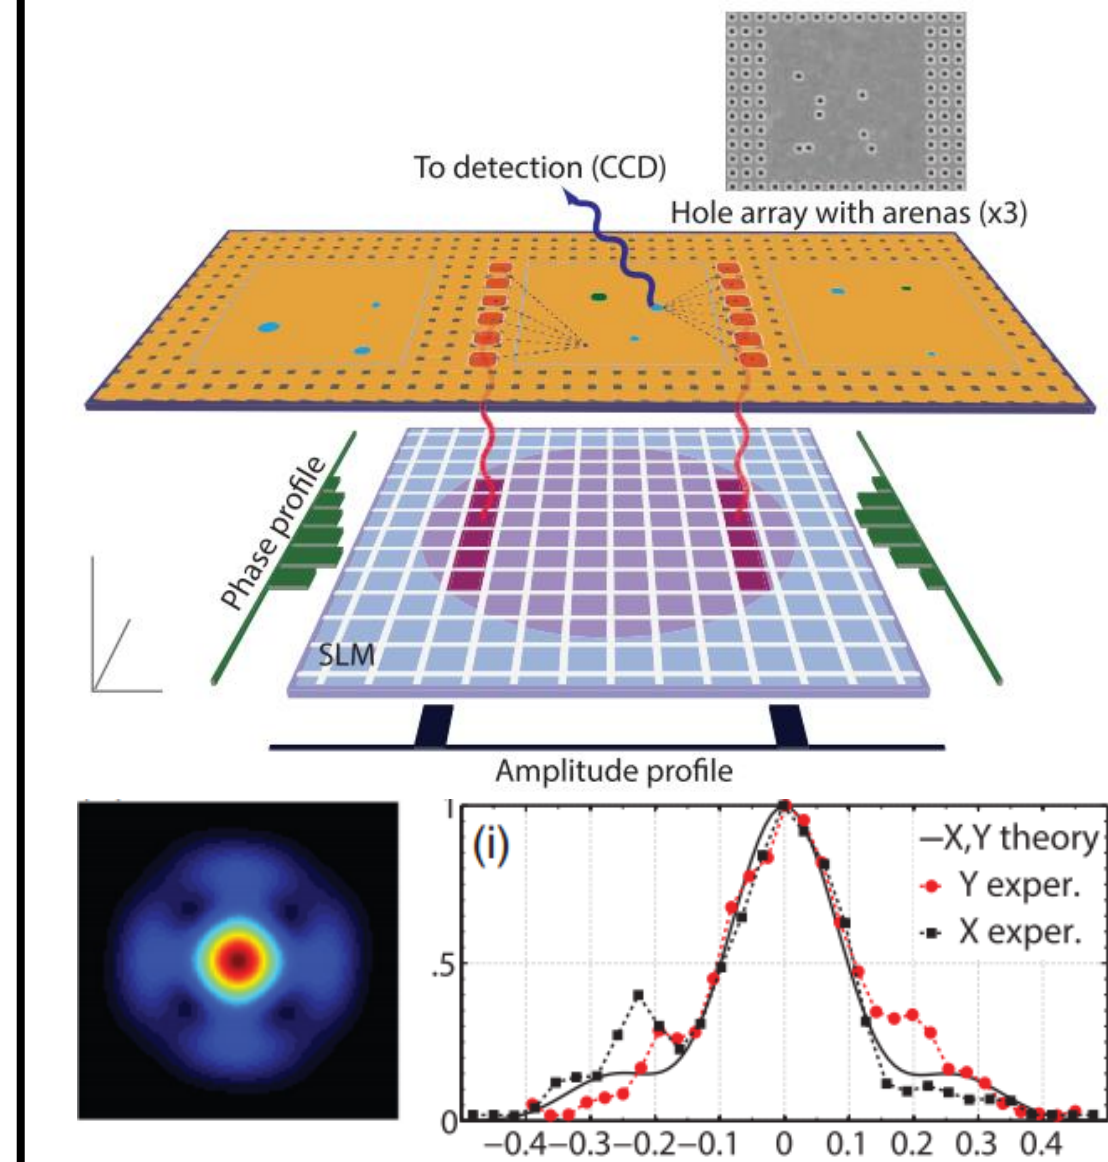 To detection (CCD)
Hole array with arenas (x3)
Phase profile
SLM
Amplitude profile
1
(i)
X,Y theory
Y exper.
X exper.
.5
0
−0.4 −0.3 −0.2 −0.1 0 0.1 0.2 0.3 0.4